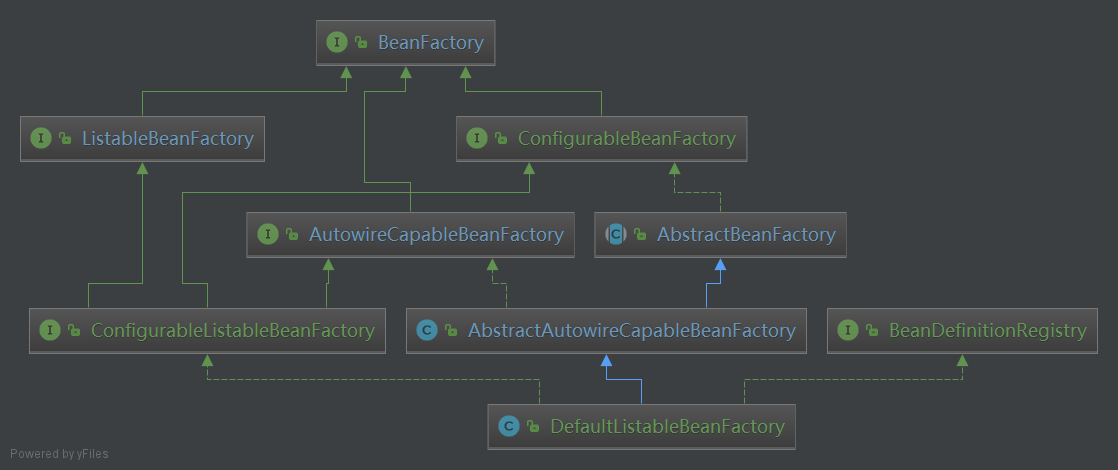 I BeanFactory
I ListableBeanFactory
I ConfigurableBeanFactory
I AutowireCapableBeanFactory
C AbstractBeanFactory
I ConfigurableListableBeanFactory
C AbstractAutowireCapableBeanFactory
I BeanDefinitionRegistry
C DefaultListableBeanFactory
Powered by yFiles